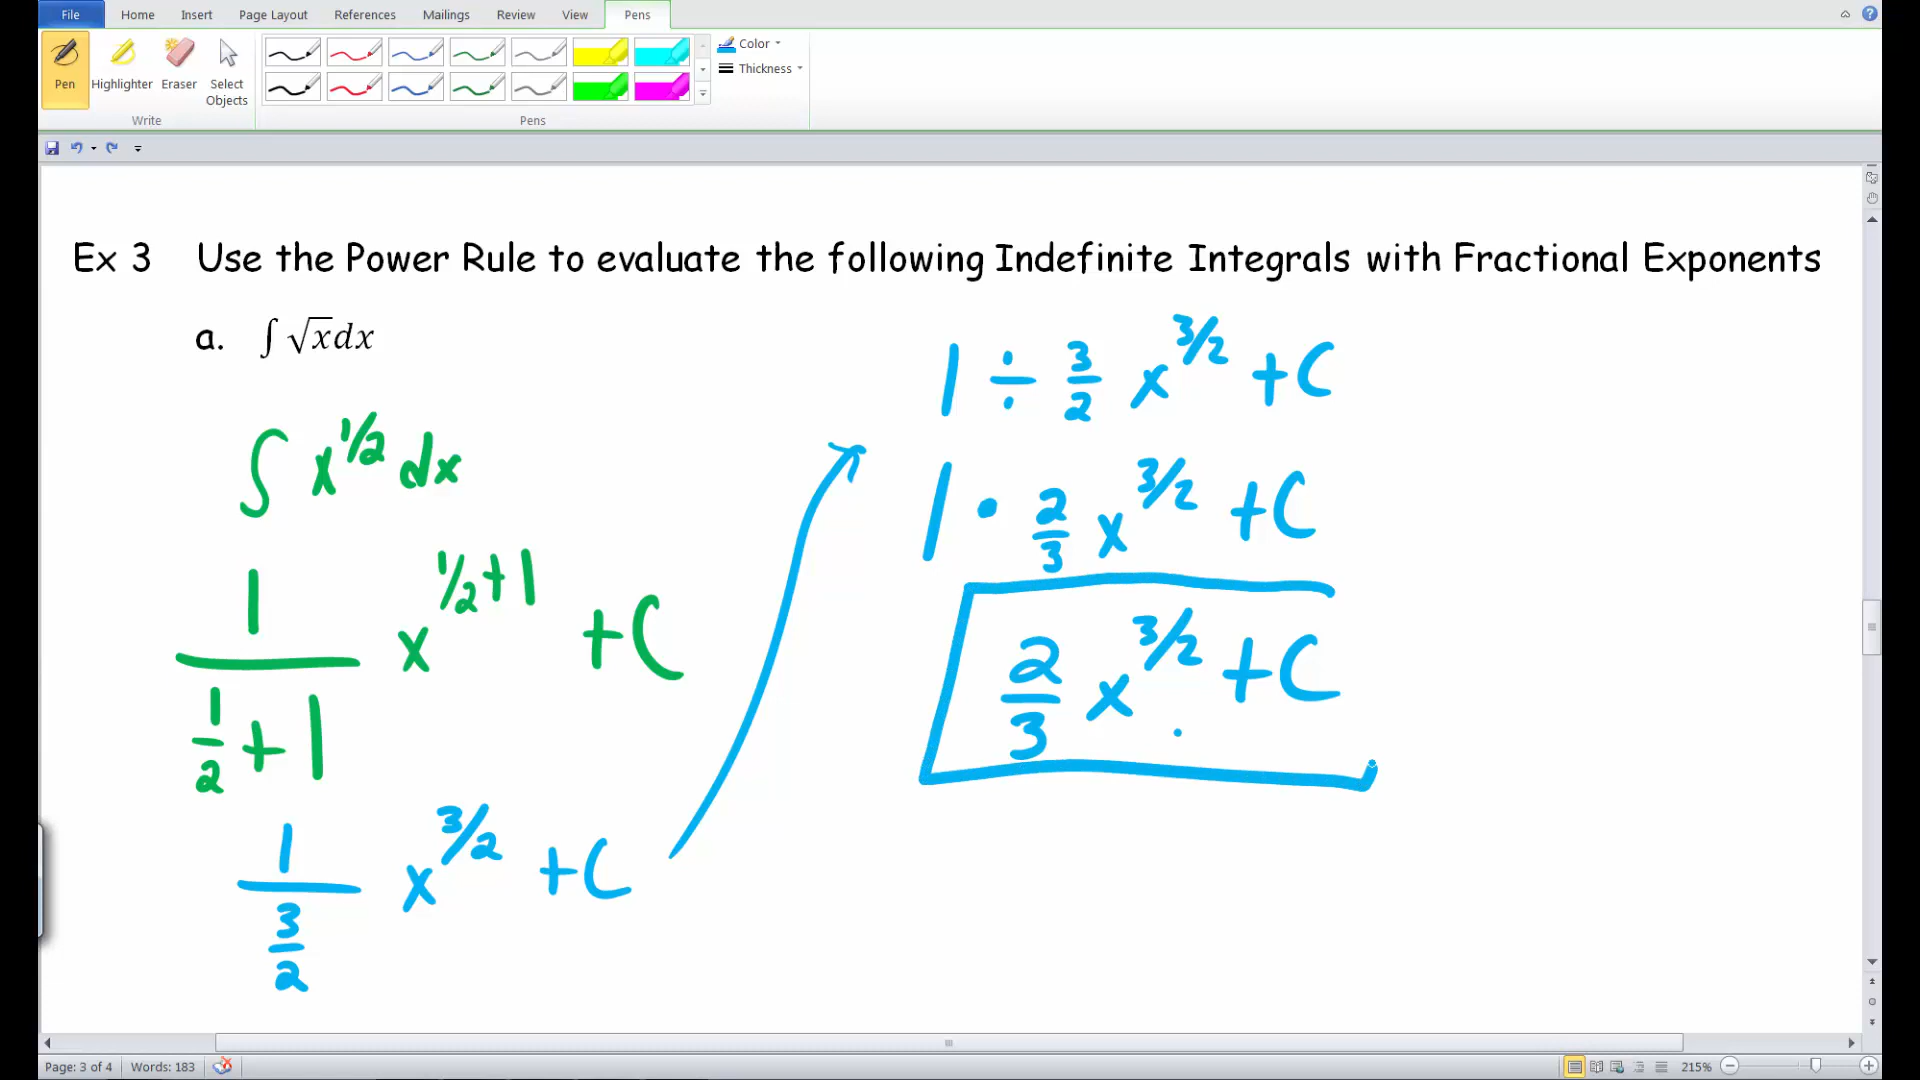 File Home Insert Page Layout References Mailings Review View Pens
Pen Highlighter Eraser Select Objects
Color
Thickness
Write Pens
Ex 3 Use the Power Rule to evaluate the following Indefinite Integrals with Fractional Exponents
a. ∫ √x dx
∫ x^1/2 dx
1/(1/2 + 1) x^(1/2+1) + C
1/(3/2) x^3/2 + C
1 ÷ 3/2 x^3/2 + C
1 • 2/3 x^3/2 + C
2/3 x^3/2 + C
Page: 3 of 4 Words: 183 215%